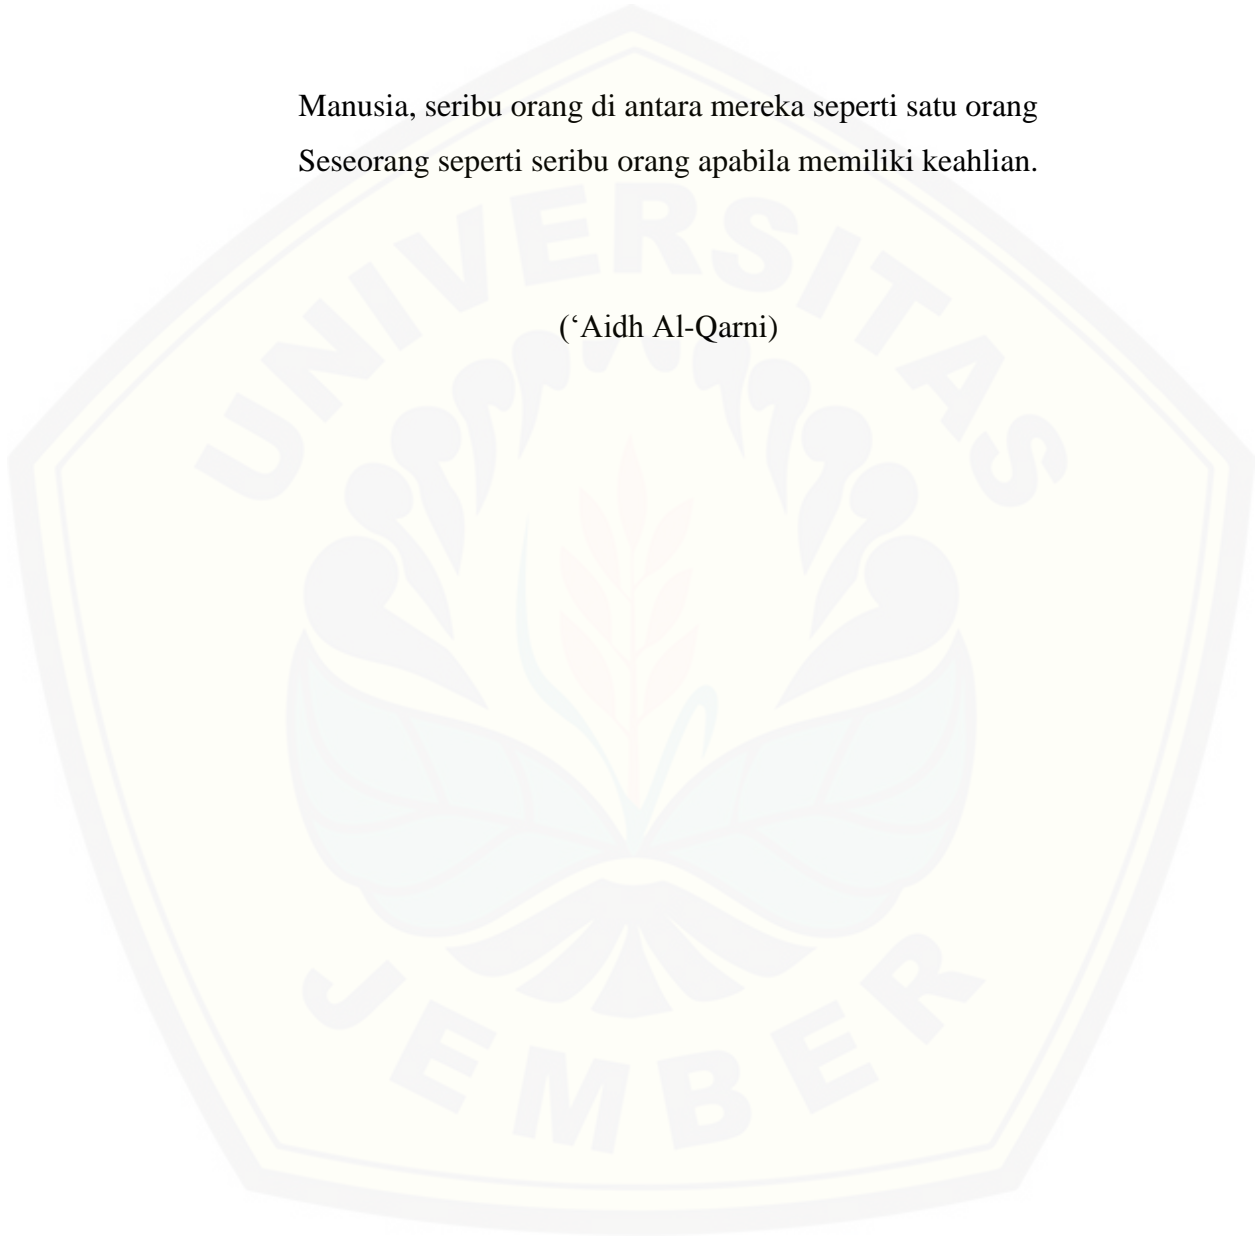 Manusia, seribu orang di antara mereka seperti satu orang
Seseorang seperti seribu orang apabila memiliki keahlian.
(‘Aidh Al-Qarni)
UNIVERSITAS
JEMBER